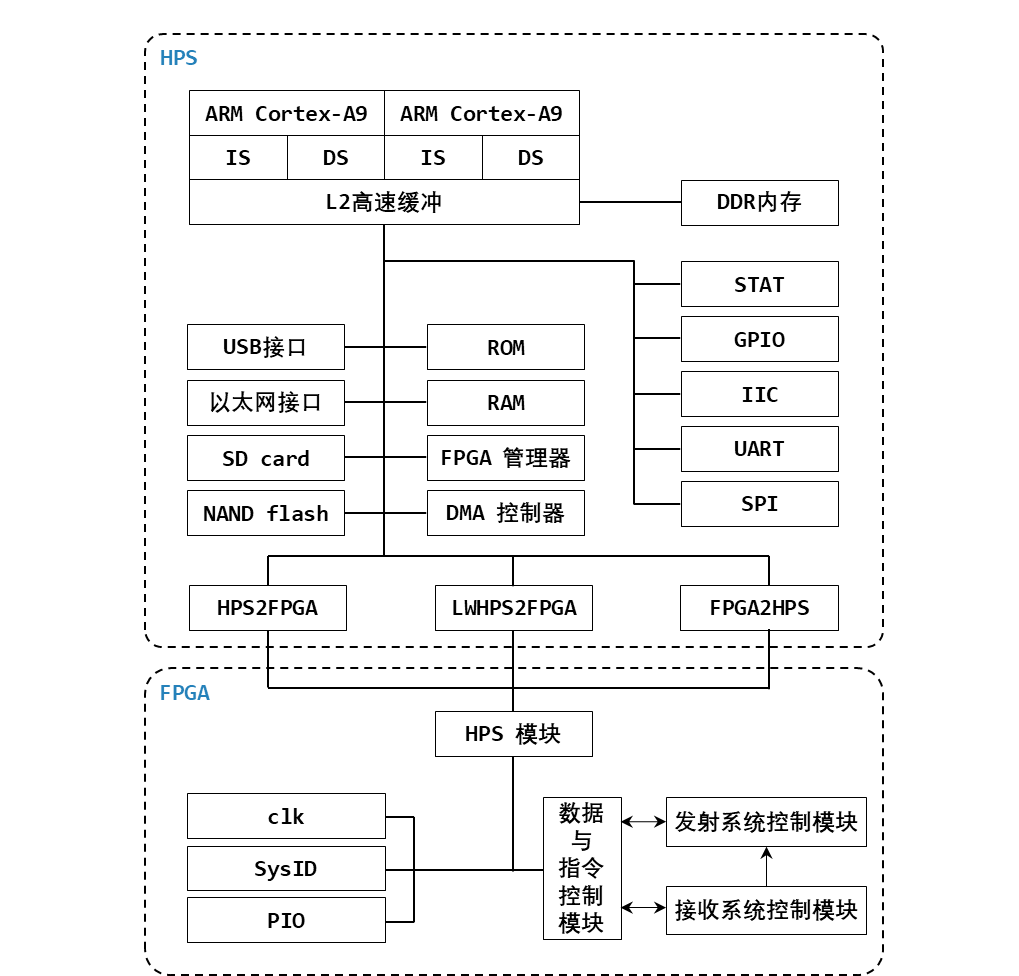 HPS
ARM Cortex-A9
ARM Cortex-A9
IS
DS
IS
DS
L2高速缓冲
DDR内存
STAT
GPIO
IIC
UART
SPI
USB接口
ROM
以太网接口
RAM
SD card
FPGA 管理器
NAND flash
DMA 控制器
HPS2FPGA
LWHPS2FPGA
FPGA2HPS
FPGA
HPS 模块
clk
SysID
PIO
数据
与
指令
控制
模块
发射系统控制模块
接收系统控制模块